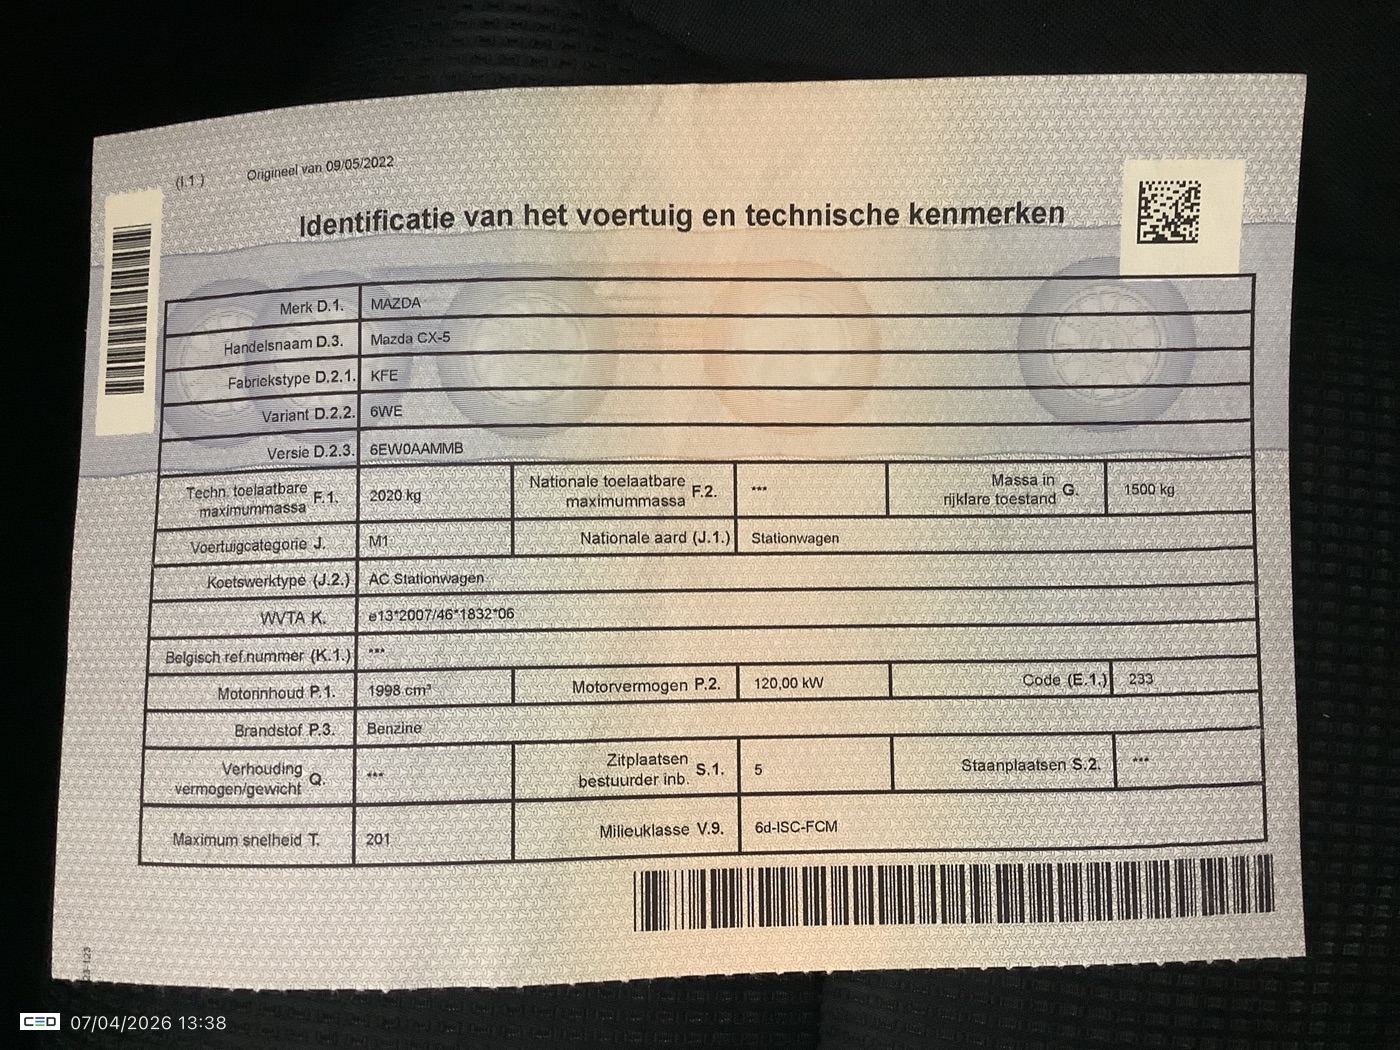 (I.1) Origineel van 09/05/2022
Identificatie van het voertuig en technische kenmerken
Merk D.1. MAZDA
Handelsnaam D.3. Mazda CX-5
Fabriekstype D.2.1. KFE
Variant D.2.2. 6WE
Versie D.2.3. 6EW0AAMMB
Techn. toelaatbare maximummassa F.1. 2020 kg Nationale toelaatbare maximummassa F.2. *** Massa in rijklare toestand G. 1500 kg
Voertuigcategorie J. M1 Nationale aard (J.1.) Stationwagen
Koetswerktype (J.2.) AC Stationwagen
WVTA K. e13*2007/46*1832*06
Belgisch ref.nummer (K.1.) ***
Motorinhoud P.1. 1998 cm³ Motorvermogen P.2. 120,00 kW Code (E.1.) 233
Brandstof P.3. Benzine
Verhouding vermogen/gewicht Q. *** Zitplaatsen bestuurder inb. S.1. 5 Staanplaatsen S.2. ***
Maximum snelheid T. 201 Milieuklasse V.9. 6d-ISC-FCM
CED 07/04/2026 13:38